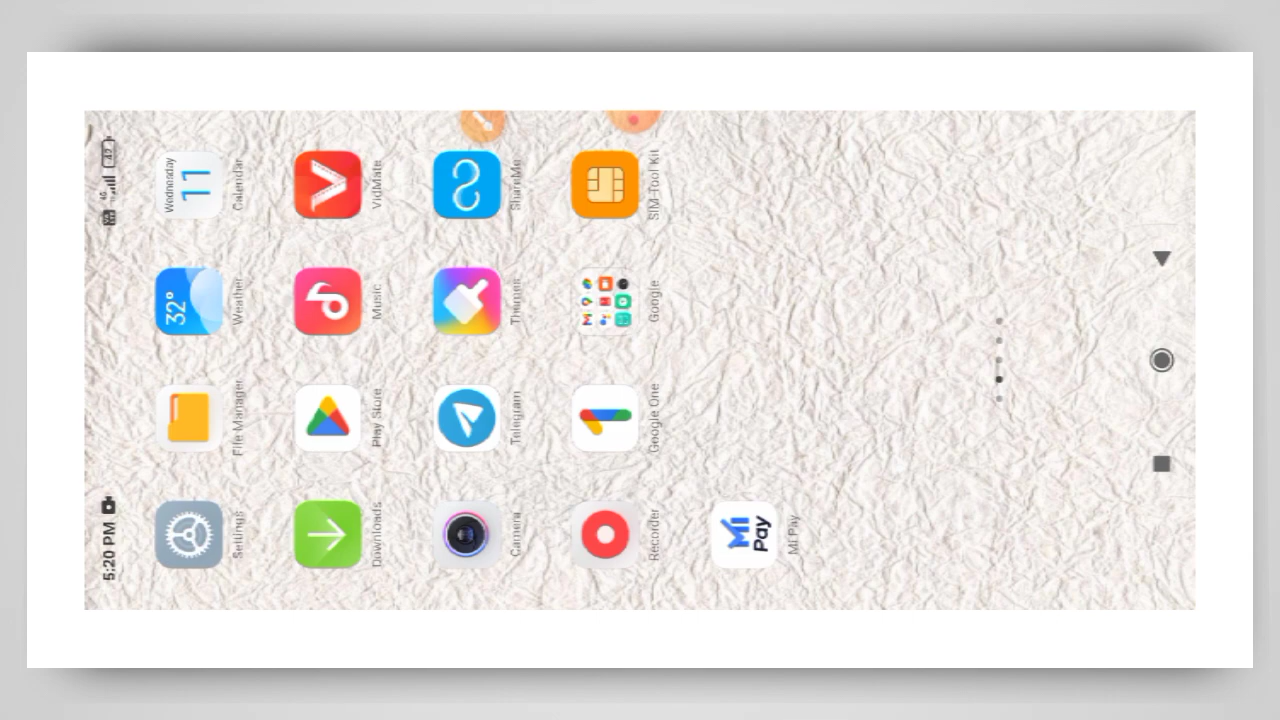 5:20 PM
Wednesday
11
32°
Settings
File Manager
Weather
Calendar
Downloads
Play Store
Music
VidMate
Camera
Telegram
Themes
ShareMe
Recorder
Google One
Google
SIM Tool Kit
Mi
Pay
Mi Pay